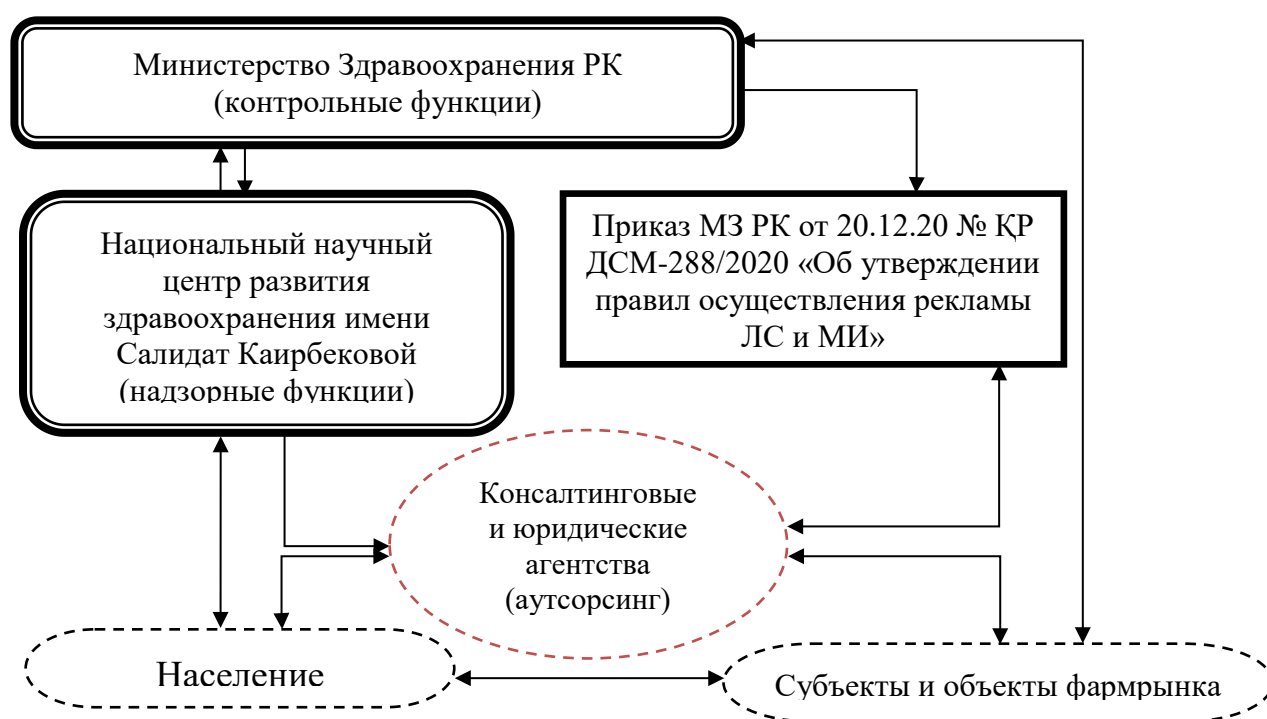 Министерство Здравоохранения РК
(контрольные функции)
Национальный научный
центр развития
здравоохранения имени
Салидат Каирбековой
(надзорные функции)
Приказ МЗ РК от 20.12.20 № ҚР
ДСМ-288/2020 «Об утверждении
правил осуществления рекламы
ЛС и МИ»
Консалтинговые
и юридические
агентства
(аутсорсинг)
Население
Субъекты и объекты фармрынка